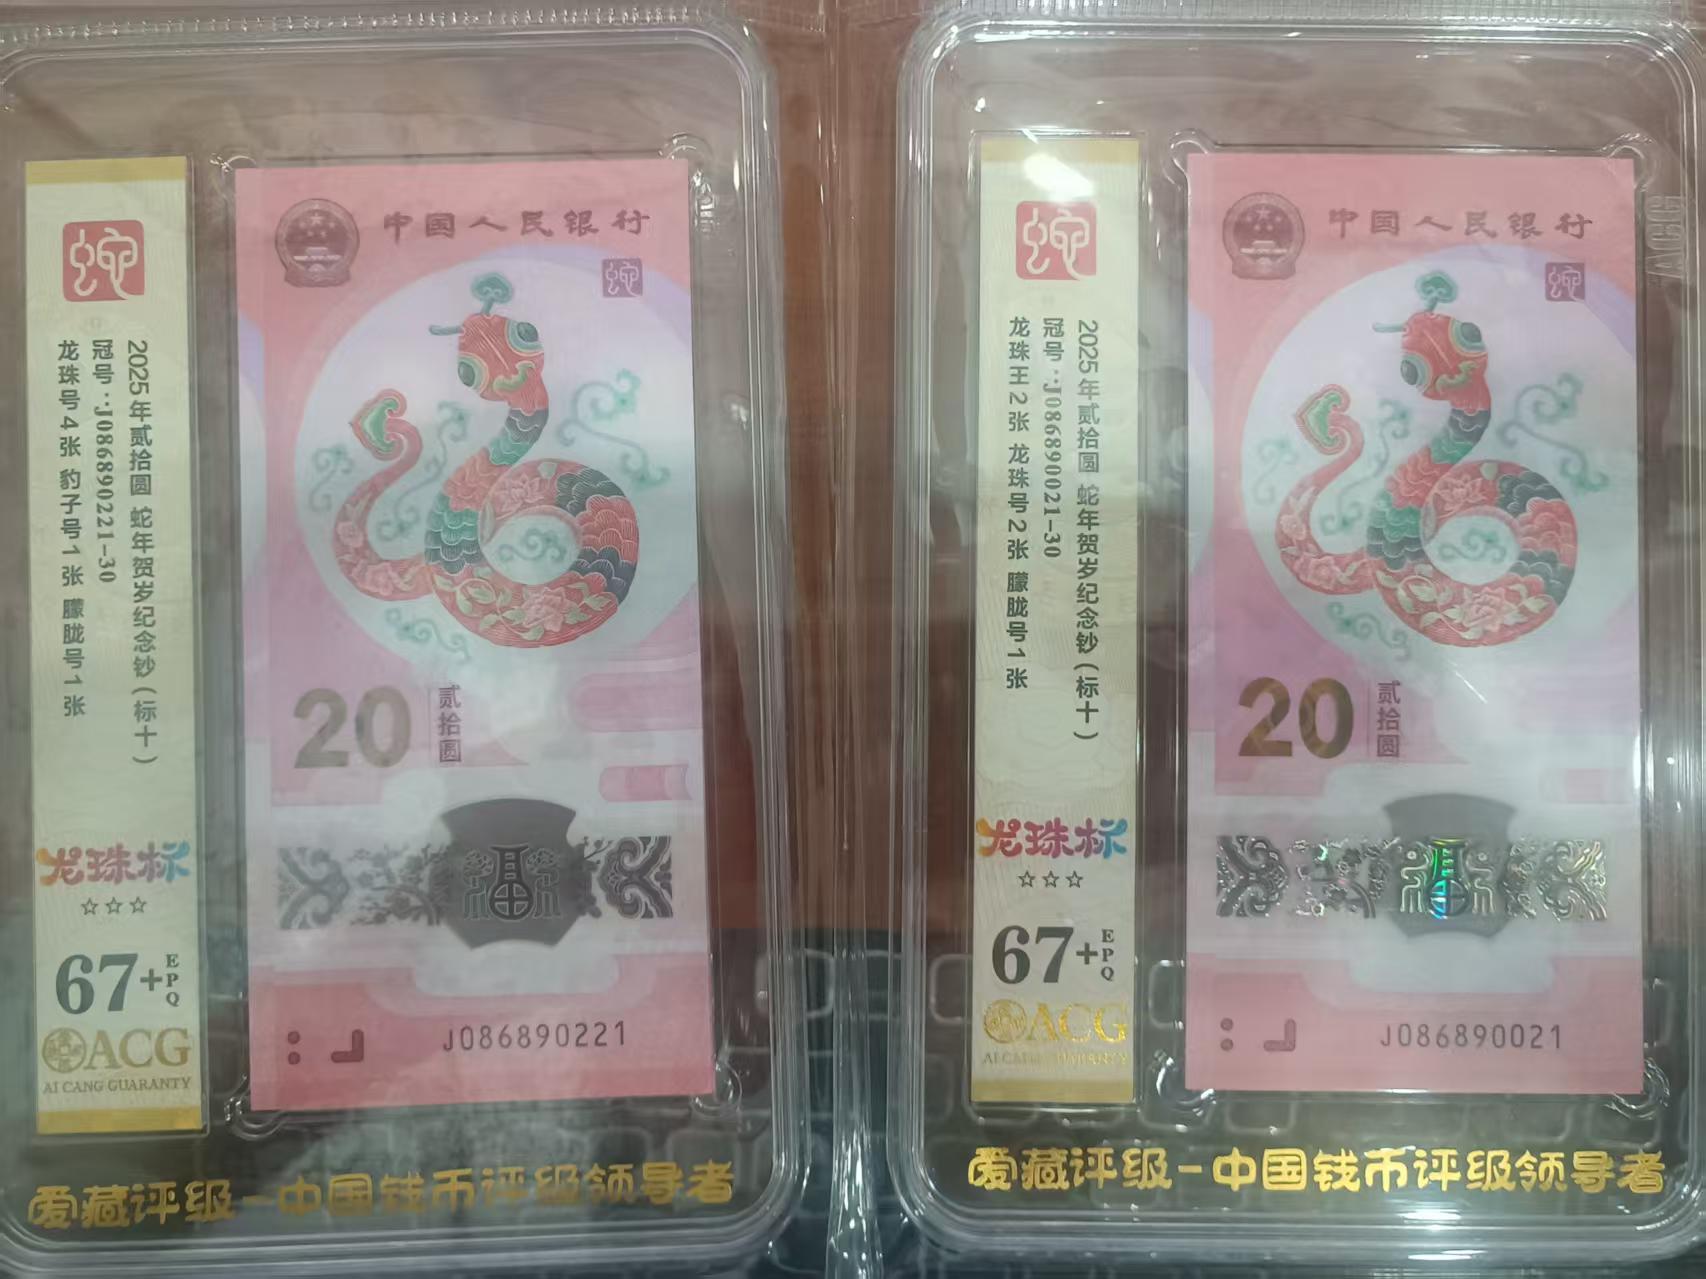 蛇
2025年贰拾圆 蛇年贺岁纪念钞(标十)
冠号:J086890221-30
龙珠号4张 豹子号1张 朦胧号1张
龙珠标
☆☆☆
67+EPQ
ACG
AI CANG GUARANTY
中国人民银行
蛇
20
贰拾圆
福
J086890221
爱藏评级-中国钱币评级领导者
蛇
2025年贰拾圆 蛇年贺岁纪念钞(标十)
冠号:J086890021-30
龙珠王2张 龙珠号2张 朦胧号1张
龙珠标
☆☆☆
67+EPQ
ACG
AI CANG GUARANTY
中国人民银行
蛇
20
贰拾圆
福
J086890021
ACG
爱藏评级-中国钱币评级领导者